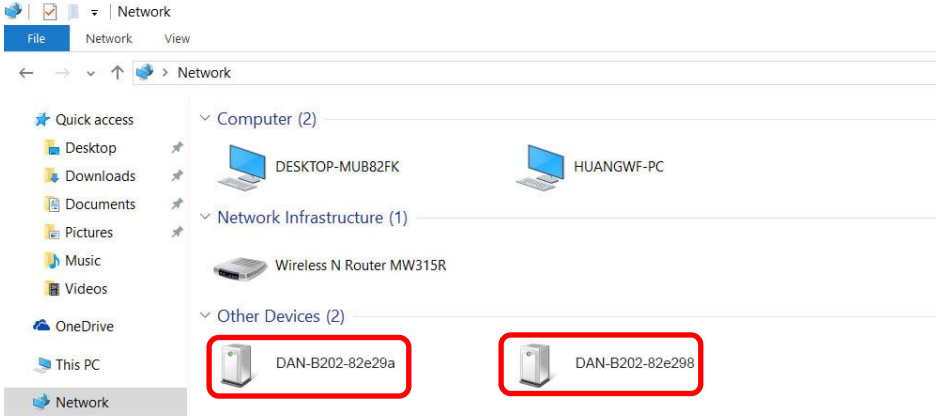 Network
File Network View
Network
Quick access
Desktop
Downloads
Documents
Pictures
Music
Videos
OneDrive
This PC
Network
Computer (2)
DESKTOP-MUB82FK HUANGWF-PC
Network Infrastructure (1)
Wireless N Router MW315R
Other Devices (2)
DAN-B202-82e29a DAN-B202-82e298